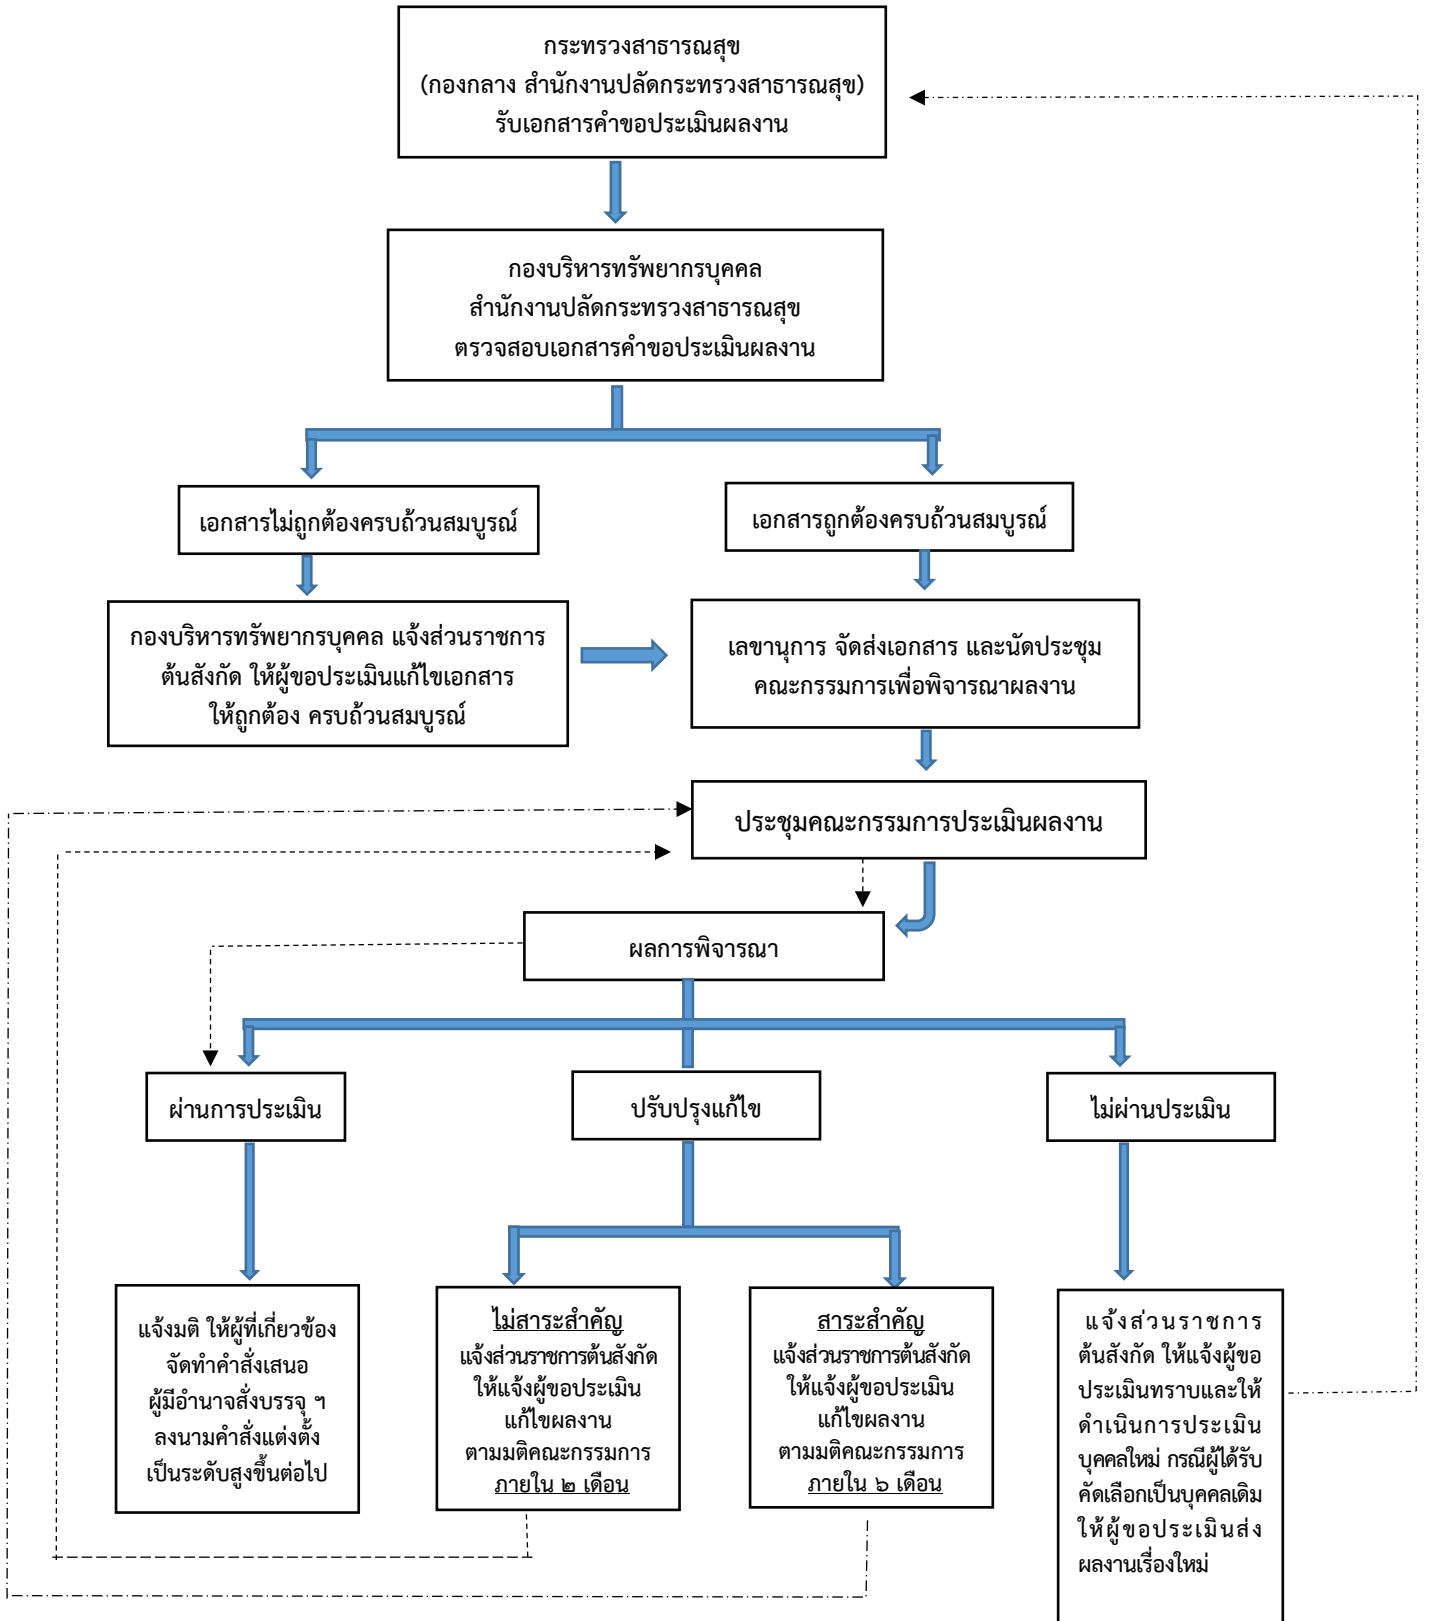 กระทรวงสาธารณสุข
(กองกลาง สำนักงานปลัดกระทรวงสาธารณสุข)
รับเอกสารคำขอประเมินผลงาน
กองบริหารทรัพยากรบุคคล
สำนักงานปลัดกระทรวงสาธารณสุข
ตรวจสอบเอกสารคำขอประเมินผลงาน
เอกสารไม่ถูกต้องครบถ้วนสมบูรณ์
เอกสารถูกต้องครบถ้วนสมบูรณ์
กองบริหารทรัพยากรบุคคล แจ้งส่วนราชการ
ต้นสังกัด ให้ผู้ขอประเมินแก้ไขเอกสาร
ให้ถูกต้อง ครบถ้วนสมบูรณ์
เลขานุการ จัดส่งเอกสาร และนัดประชุม
คณะกรรมการเพื่อพิจารณาผลงาน
ประชุมคณะกรรมการประเมินผลงาน
ผลการพิจารณา
ผ่านการประเมิน
ปรับปรุงแก้ไข
ไม่ผ่านประเมิน
แจ้งมติ ให้ผู้ที่เกี่ยวข้อง
จัดทำคำสั่งเสนอ
ผู้มีอำนาจสั่งบรรจุ ฯ
ลงนามคำสั่งแต่งตั้ง
เป็นระดับสูงขึ้นต่อไป
ไม่สาระสำคัญ
แจ้งส่วนราชการต้นสังกัด
ให้แจ้งผู้ขอประเมิน
แก้ไขผลงาน
ตามมติคณะกรรมการ
ภายใน ๒ เดือน
สาระสำคัญ
แจ้งส่วนราชการต้นสังกัด
ให้แจ้งผู้ขอประเมิน
แก้ไขผลงาน
ตามมติคณะกรรมการ
ภายใน ๖ เดือน
แจ้งส่วนราชการ
ต้นสังกัด ให้แจ้งผู้ขอ
ประเมินทราบและให้
ดำเนินการประเมิน
บุคคลใหม่ กรณีผู้ได้รับ
คัดเลือกเป็นบุคคลเดิม
ให้ผู้ขอประเมินส่ง
ผลงานเรื่องใหม่